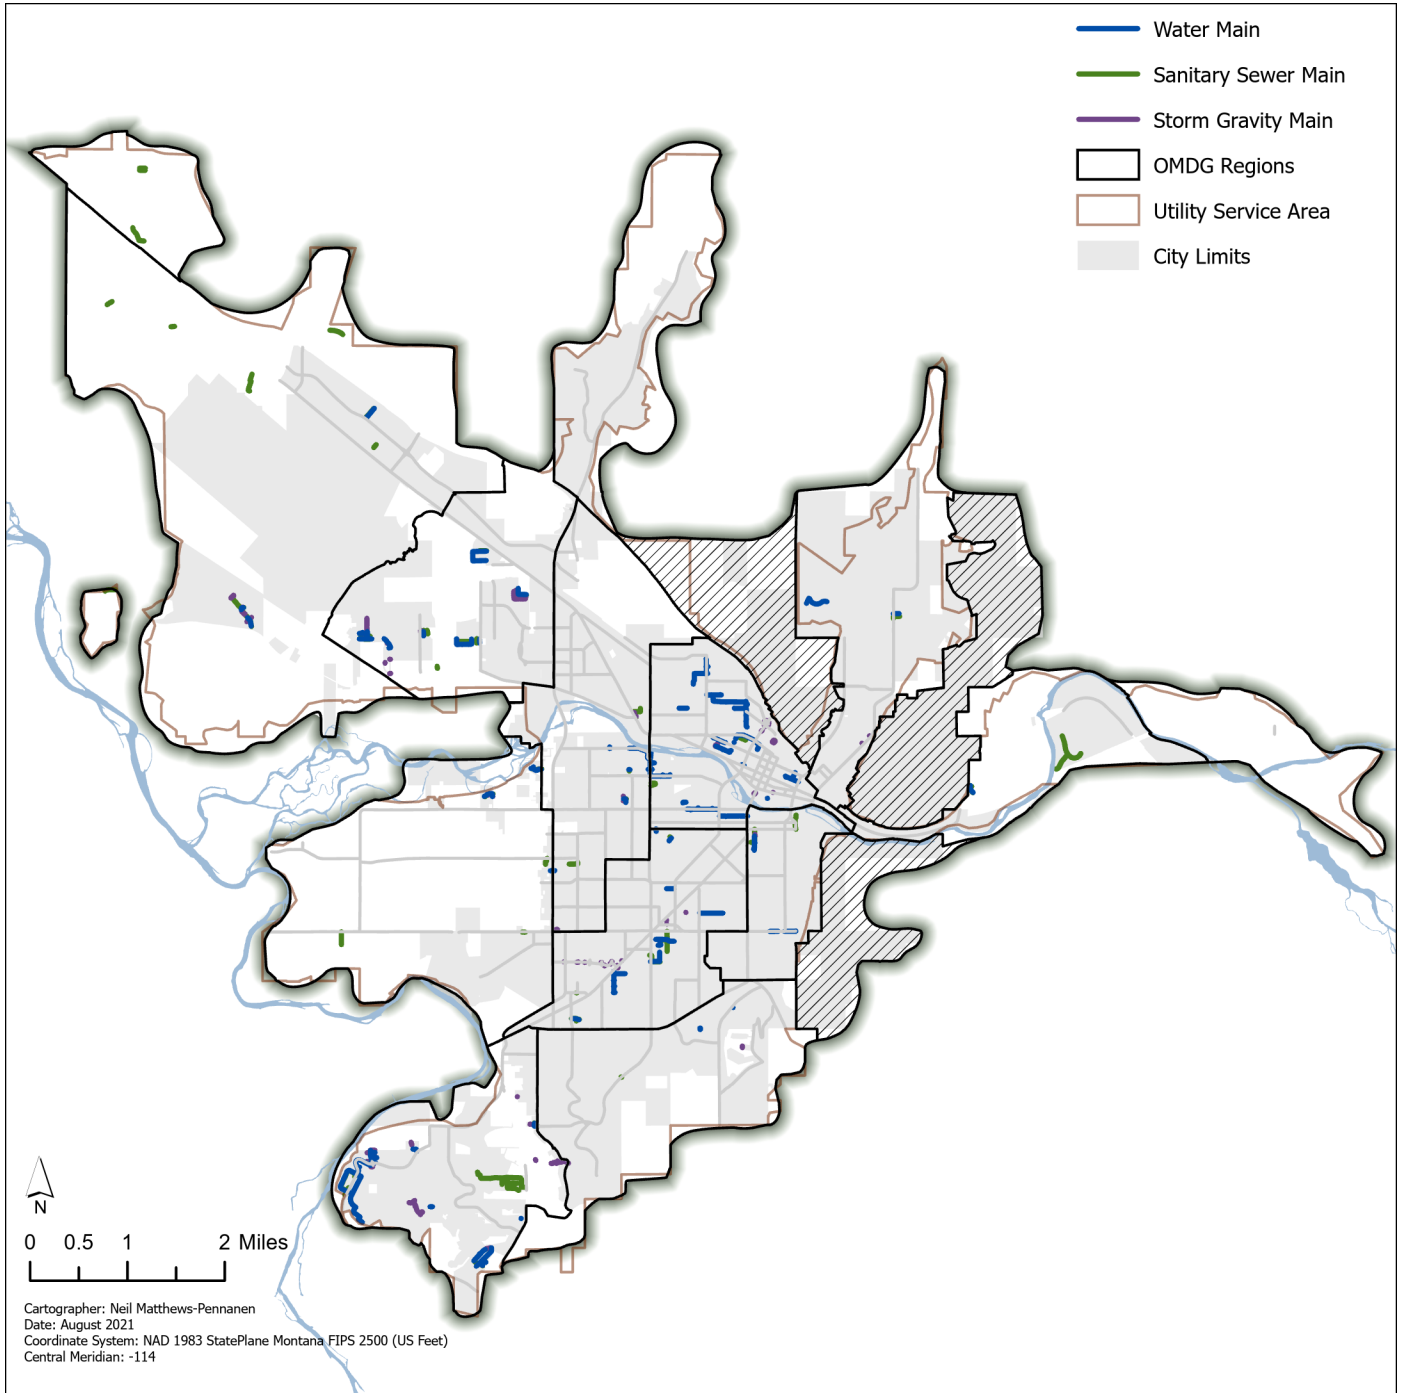 Water Main
Sanitary Sewer Main
Storm Gravity Main
OMDG Regions
Utility Service Area
City Limits
N
0 0.5 1 2 Miles
Cartographer: Neil Matthews-Pennanen
Date: August 2021
Coordinate System: NAD 1983 StatePlane Montana FIPS 2500 (US Feet)
Central Meridian: -114